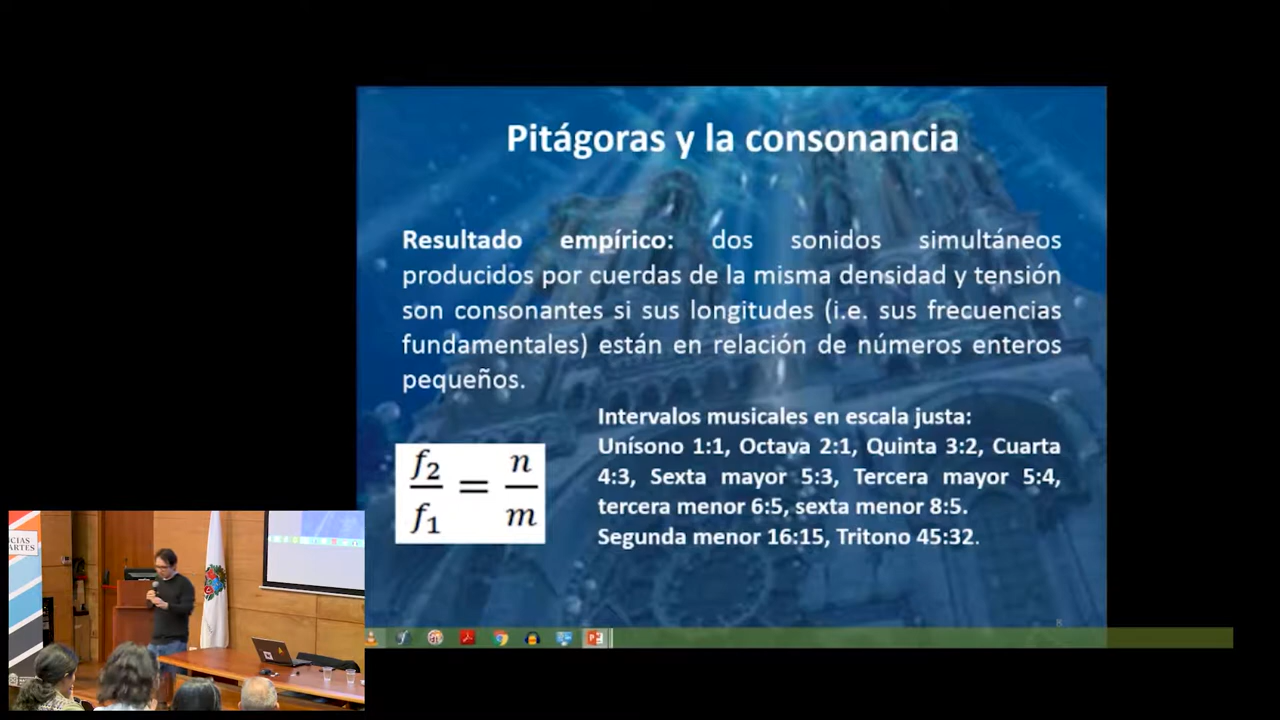 Pitágoras y la consonancia
Resultado empírico: dos sonidos simultáneos
producidos por cuerdas de la misma densidad y tensión
son consonantes si sus longitudes (i.e. sus frecuencias
fundamentales) están en relación de números enteros
pequeños.
Intervalos musicales en escala justa:
Unísono 1:1, Octava 2:1, Quinta 3:2, Cuarta
4:3, Sexta mayor 5:3, Tercera mayor 5:4,
tercera menor 6:5, sexta menor 8:5.
Segunda menor 16:15, Tritono 45:32.
f₂/f₁ = n/m
8
CIAS
ARTES